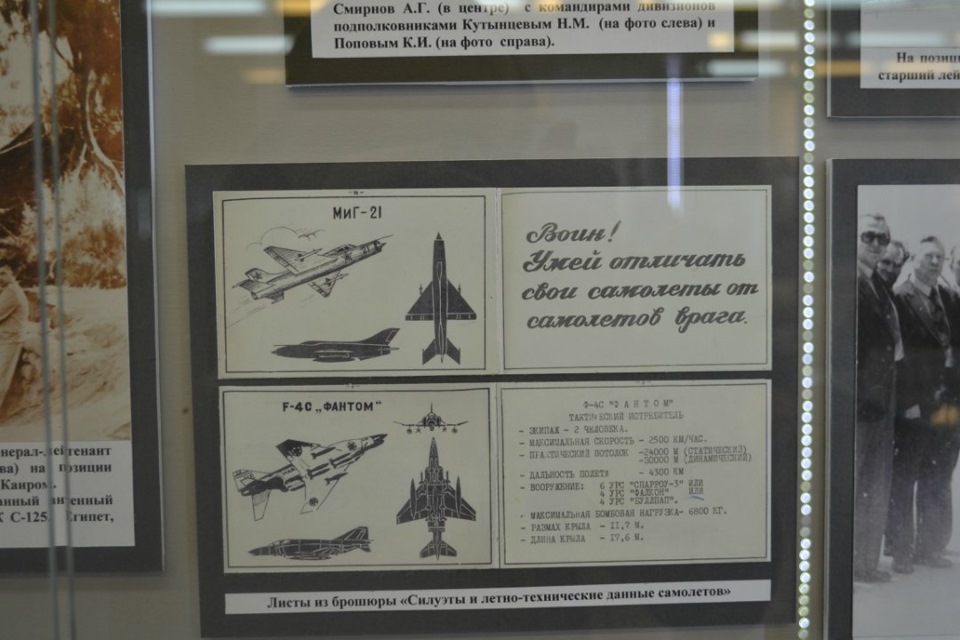 Смирнов А.Г. (в центре) с командирами дивизионов
подполковниками Кутынцевым Н.М. (на фото слева) и
Поповым К.И. (на фото справа).
На позиц
старший лей
МиГ-21
Воин!
Умей отличать
свои самолеты от
самолетов врага.
F-4C „ФАНТОМ"
Ф-4С "Ф А Н Т О М"
ТАКТИЧЕСКИЙ ИСТРЕБИТЕЛЬ
- ЭКИПАЖ - 2 ЧЕЛОВЕКА.
- МАКСИМАЛЬНАЯ СКОРОСТЬ - 2500 КМ/ЧАС.
- ПРАКТИЧЕСКИЙ ПОТОЛОК -24000 М (СТАТИЧЕСКИЙ)
-30000 М (ДИНАМИЧЕСКИЙ)
- ДАЛЬНОСТЬ ПОЛЕТА - 4300 КМ
- ВООРУЖЕНИЕ: 6 УРС "СПАРРОУ-3" ИЛИ
4 УРС "ФАЛКОН" ИЛИ
4 УРС "БУЛЛПАП".
- МАКСИМАЛЬНАЯ БОМБОВАЯ НАГРУЗКА- 6800 КГ.
- РАЗМАХ КРЫЛА - 11,7 М.
- ДЛИНА КРЫЛА - 17,6 М.
Листы из брошюры «Силуэты и летно-технические данные самолетов»
енерал-лейтенант
ва) на позиции
Каиром.
анный антенный
К С-125. Египет,